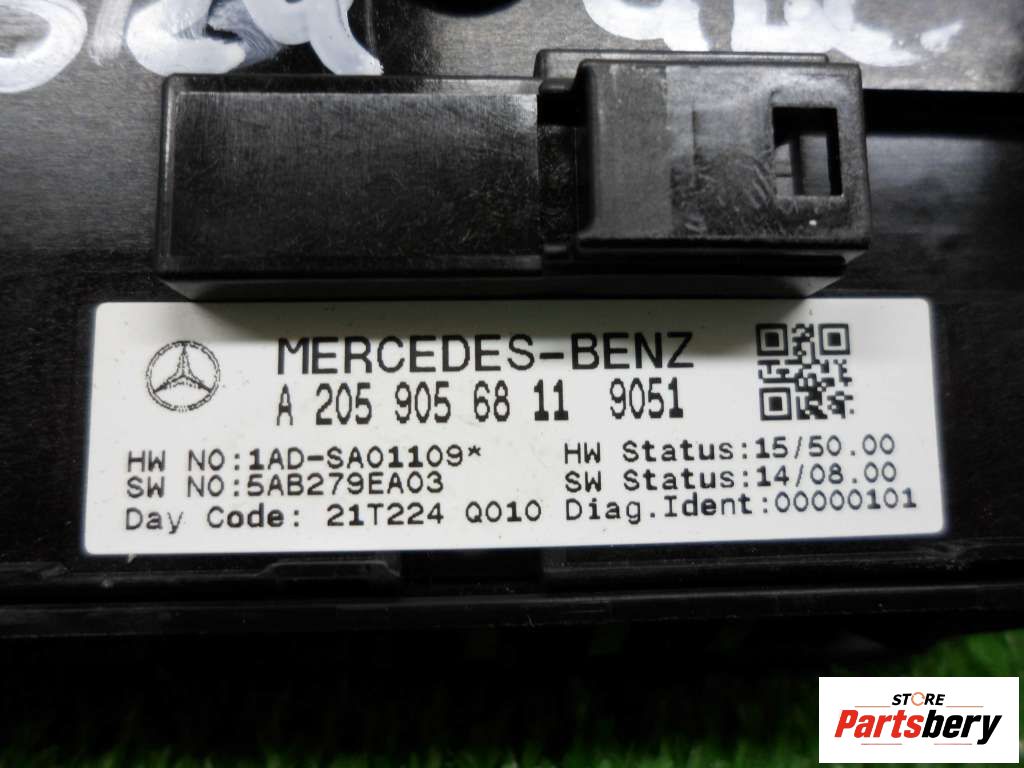 MERCEDES-BENZ
A 205 905 68 11 9051
HW NO:1AD-SA01109* HW Status:15/50.00
SW NO:5AB279EA03 SW Status:14/08.00
Day Code: 21T224 Q010 Diag.Ident:00000101
STORE
Partsbery